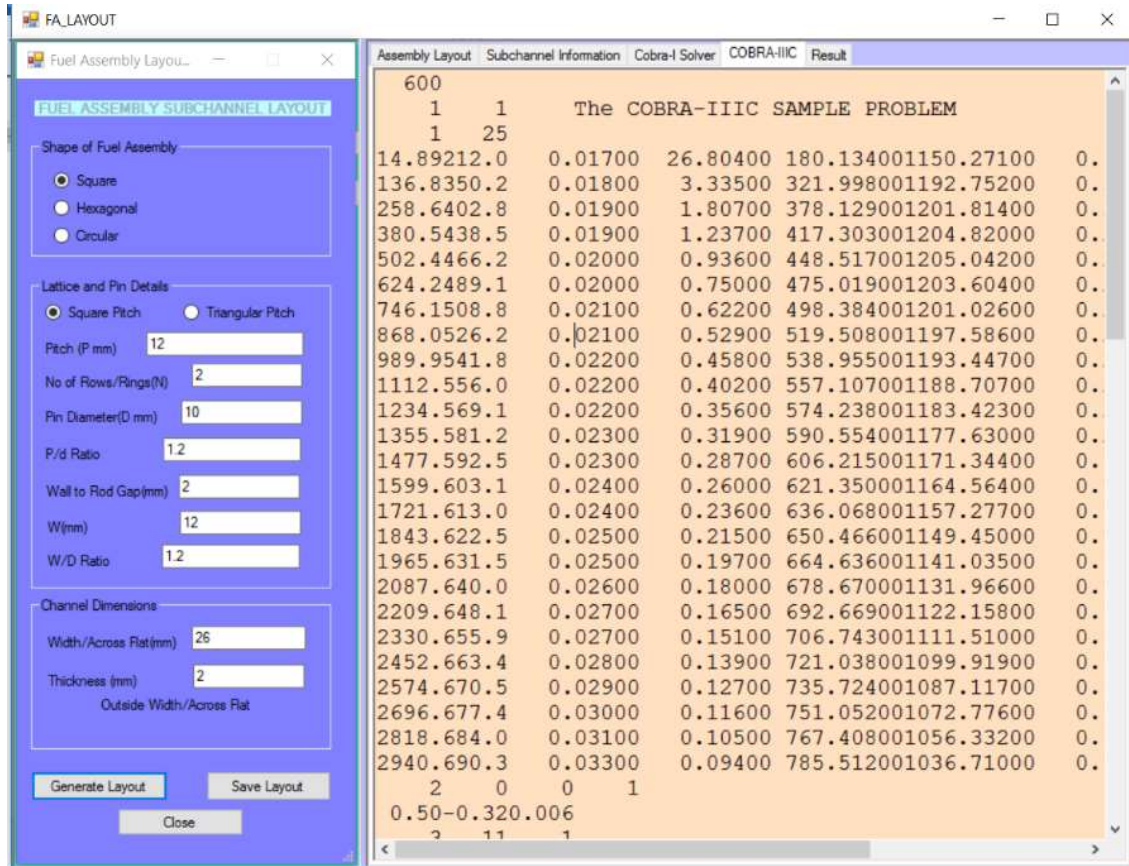 FA_LAYOUT
Fuel Assembly Layou...
FUEL ASSEMBLY SUBCHANNEL LAYOUT
Shape of Fuel Assembly
Square
Hexagonal
Circular
Lattice and Pin Details
Square Pitch Triangular Pitch
Pitch (P mm) 12
No of Rows/Rings(N) 2
Pin Diameter(D mm) 10
P/d Ratio 1.2
Wall to Rod Gap(mm) 2
W(mm) 12
W/D Ratio 1.2
Channel Dimensions
Width/Across Flat(mm) 26
Thickness (mm) 2
Outside Width/Across Flat
Generate Layout Save Layout
Close
Assembly Layout Subchannel Information Cobra-I Solver COBRA-IIIC Result
600
1 1 The COBRA-IIIC SAMPLE PROBLEM
1 25
14.89212.0 0.01700 26.80400 180.134001150.27100 0.
136.8350.2 0.01800 3.33500 321.998001192.75200 0.
258.6402.8 0.01900 1.80700 378.129001201.81400 0.
380.5438.5 0.01900 1.23700 417.303001204.82000 0.
502.4466.2 0.02000 0.93600 448.517001205.04200 0.
624.2489.1 0.02000 0.75000 475.019001203.60400 0.
746.1508.8 0.02100 0.62200 498.384001201.02600 0.
868.0526.2 0.02100 0.52900 519.508001197.58600 0.
989.9541.8 0.02200 0.45800 538.955001193.44700 0.
1112.556.0 0.02200 0.40200 557.107001188.70700 0.
1234.569.1 0.02200 0.35600 574.238001183.42300 0.
1355.581.2 0.02300 0.31900 590.554001177.63000 0.
1477.592.5 0.02300 0.28700 606.215001171.34400 0.
1599.603.1 0.02400 0.26000 621.350001164.56400 0.
1721.613.0 0.02400 0.23600 636.068001157.27700 0.
1843.622.5 0.02500 0.21500 650.466001149.45000 0.
1965.631.5 0.02500 0.19700 664.636001141.03500 0.
2087.640.0 0.02600 0.18000 678.670001131.96600 0.
2209.648.1 0.02700 0.16500 692.669001122.15800 0.
2330.655.9 0.02700 0.15100 706.743001111.51000 0.
2452.663.4 0.02800 0.13900 721.038001099.91900 0.
2574.670.5 0.02900 0.12700 735.724001087.11700 0.
2696.677.4 0.03000 0.11600 751.052001072.77600 0.
2818.684.0 0.03100 0.10500 767.408001056.33200 0.
2940.690.3 0.03300 0.09400 785.512001036.71000 0.
2 0 0 1
0.50-0.320.006
3 11 1